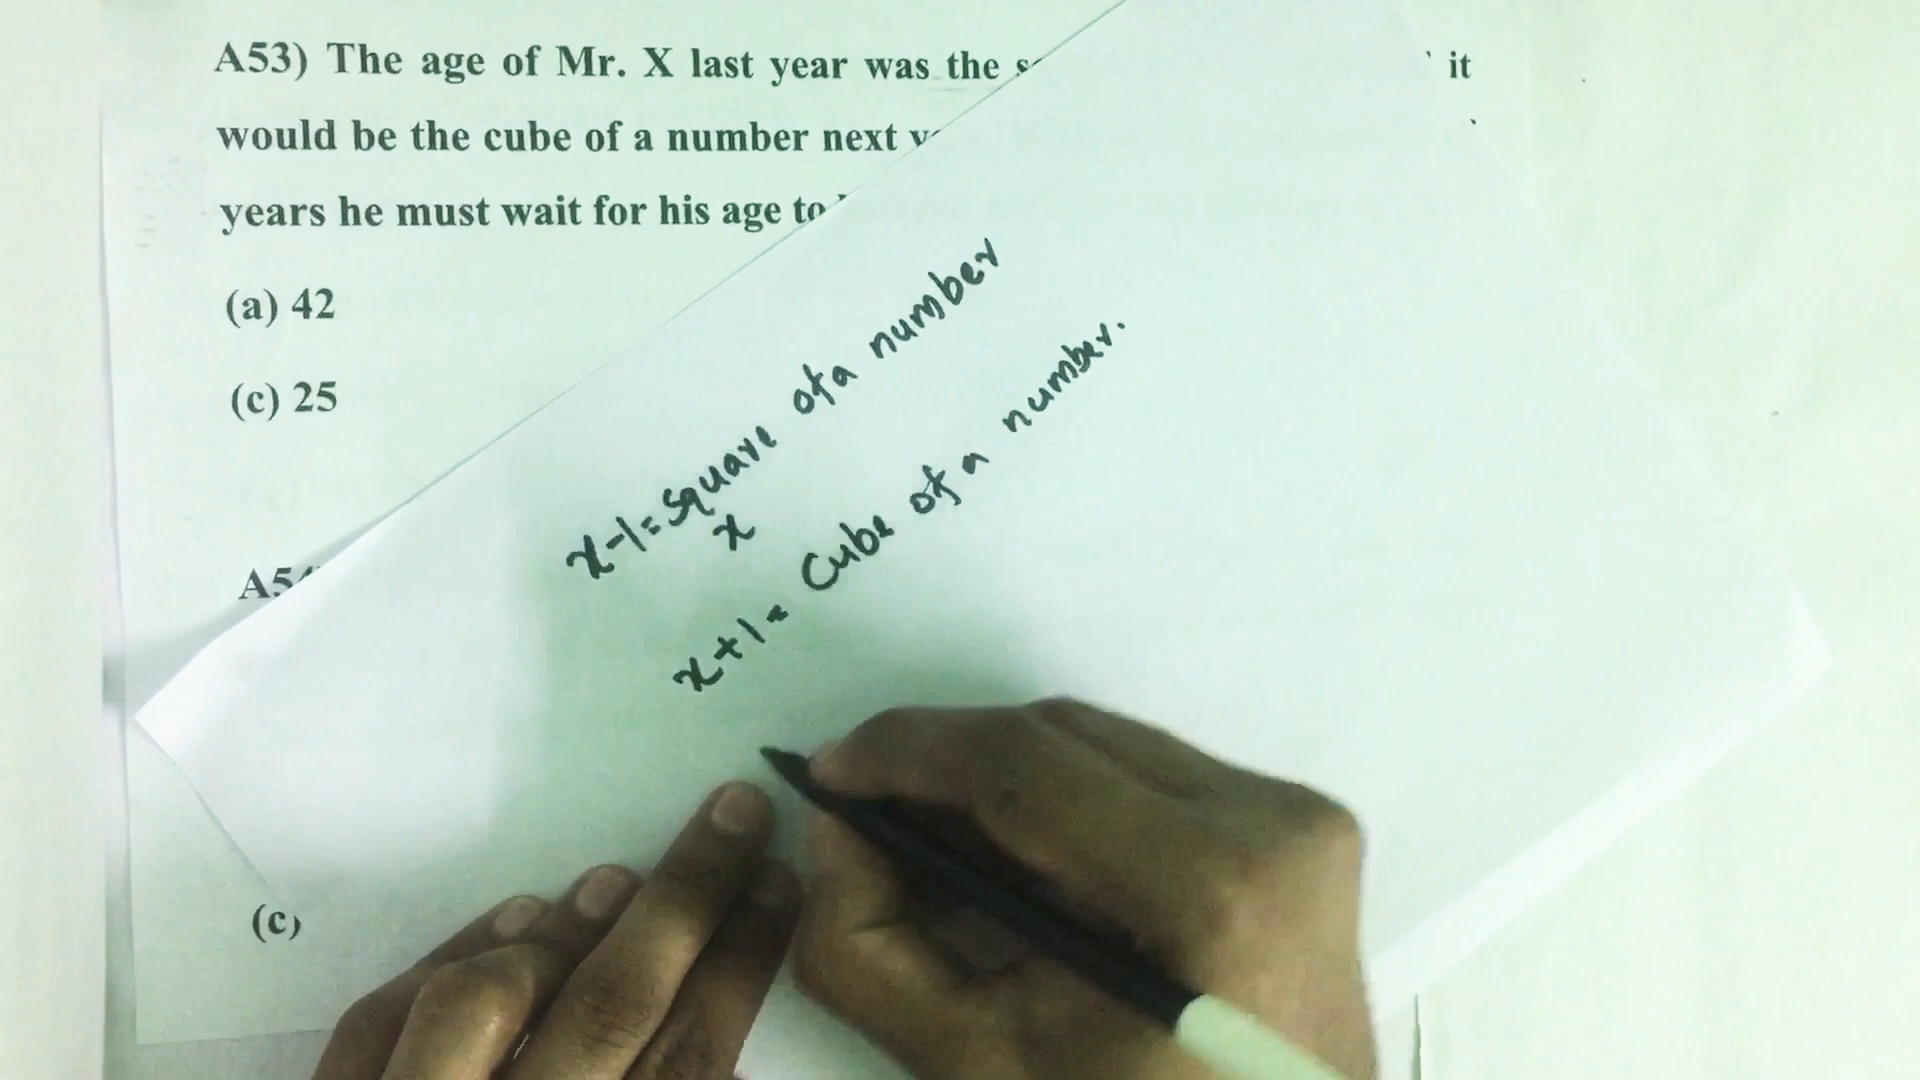 A53) The age of Mr. X last year was the
it
would be the cube of a number next
years he must wait for his age to
(a) 42
(c) 25
x-1= square of a number
x
x+1= Cube of a number.
(c)